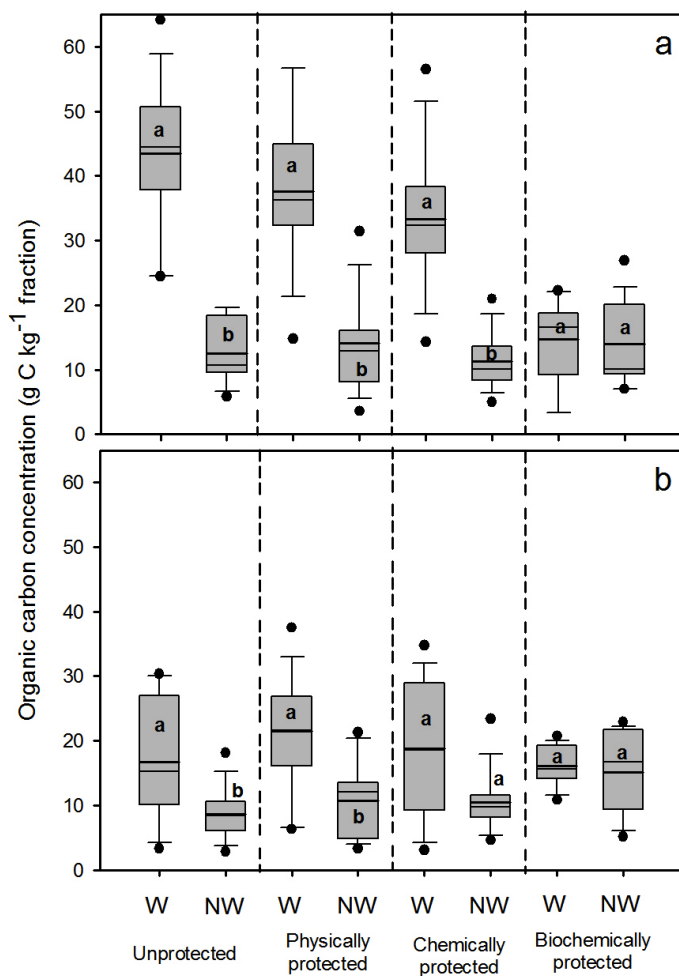 Organic carbon concentration (g C kg⁻¹ fraction)
a
60
50
40
30
20
10
0
a
b
a
b
a
b
a
a
b
60
50
40
30
20
10
0
a
b
a
b
a
a
a
a
W NW W NW W NW W NW
Unprotected Physically protected Chemically protected Biochemically protected